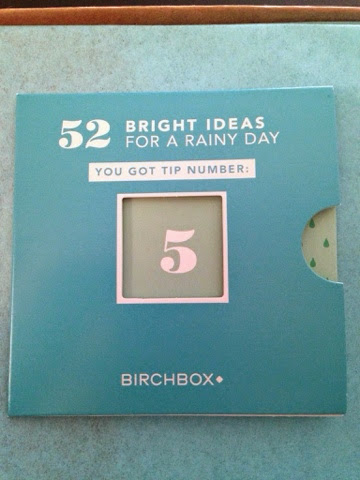 52 BRIGHT IDEAS
FOR A RAINY DAY
YOU GOT TIP NUMBER:
5
BIRCHBOX